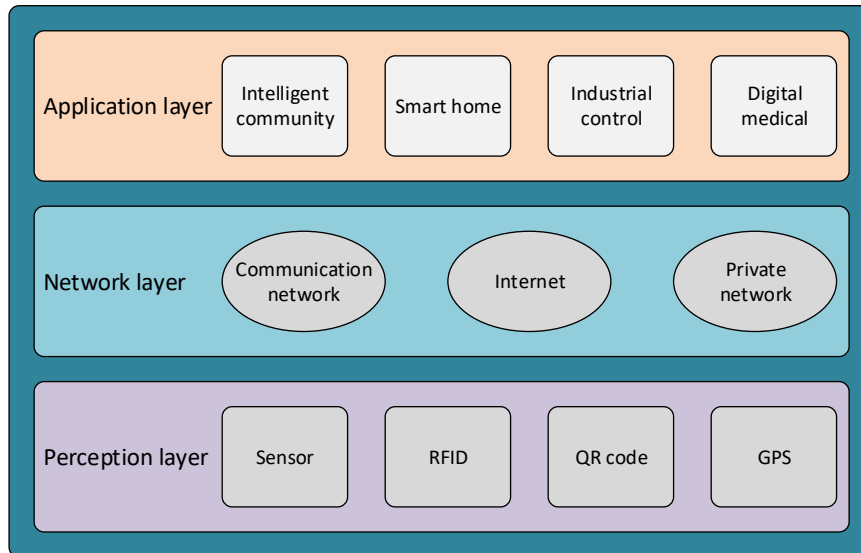 Application layer
Intelligent
community
Smart home
Industrial
control
Digital
medical
Network layer
Communication
network
Internet
Private
network
Perception layer
Sensor
RFID
QR code
GPS